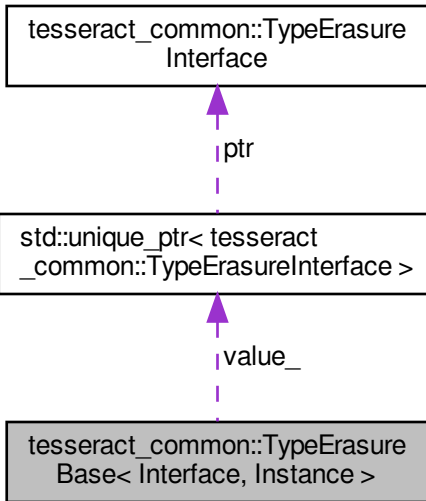 tesseract_common::TypeErasure
Interface
ptr
std::unique_ptr< tesseract
_common::TypeErasureInterface >
value_
tesseract_common::TypeErasure
Base< Interface, Instance >